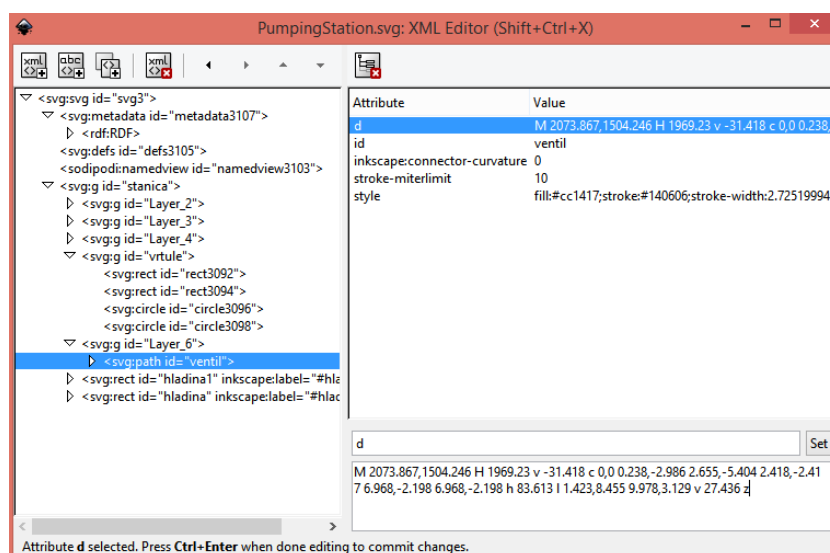 PumpingStation.svg: XML Editor (Shift+Ctrl+X)
xml
abc
xml
<svg:svg id="svg3">
<svg:metadata id="metadata3107">
<rdf:RDF>
<svg:defs id="defs3105">
<sodipodi:namedview id="namedview3103">
<svg:g id="stanica">
<svg:g id="Layer_2">
<svg:g id="Layer_3">
<svg:g id="Layer_4">
<svg:g id="vrtule">
<svg:rect id="rect3092">
<svg:rect id="rect3094">
<svg:circle id="circle3096">
<svg:circle id="circle3098">
<svg:g id="Layer_6">
<svg:path id="ventil">
<svg:rect id="hladina1" inkscape:label="#hla
<svg:rect id="hladina" inkscape:label="#hlac
Attribute Value
d M 2073.867,1504.246 H 1969.23 v -31.418 c 0,0 0.238,
id ventil
inkscape:connector-curvature 0
stroke-miterlimit 10
style fill:#cc1417;stroke:#140606;stroke-width:2.72519994
d Set
M 2073.867,1504.246 H 1969.23 v -31.418 c 0,0 0.238,-2.986 2.655,-5.404 2.418,-2.41
7 6.968,-2.198 6.968,-2.198 h 83.613 l 1.423,8.455 9.978,3.129 v 27.436 z
Attribute d selected. Press Ctrl+Enter when done editing to commit changes.